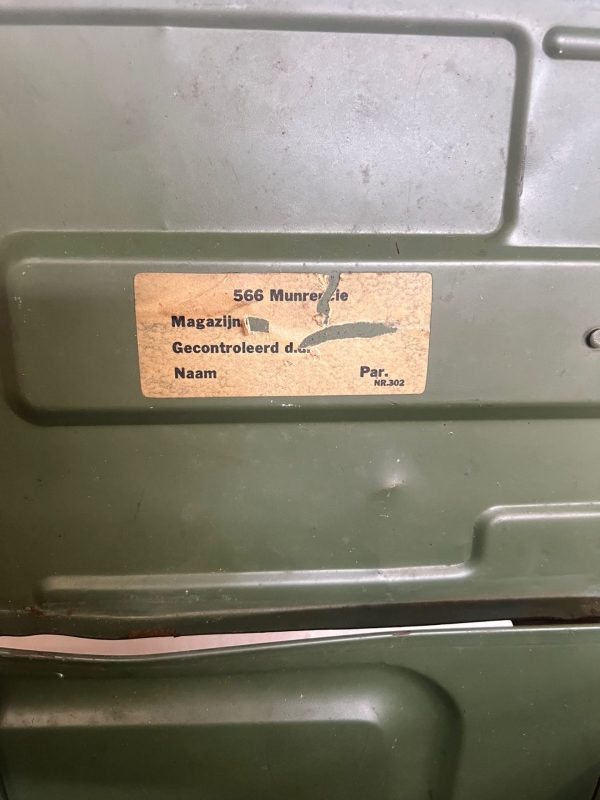 566
Magazijn
Gecontroleerd
Naam Par.
NR.302